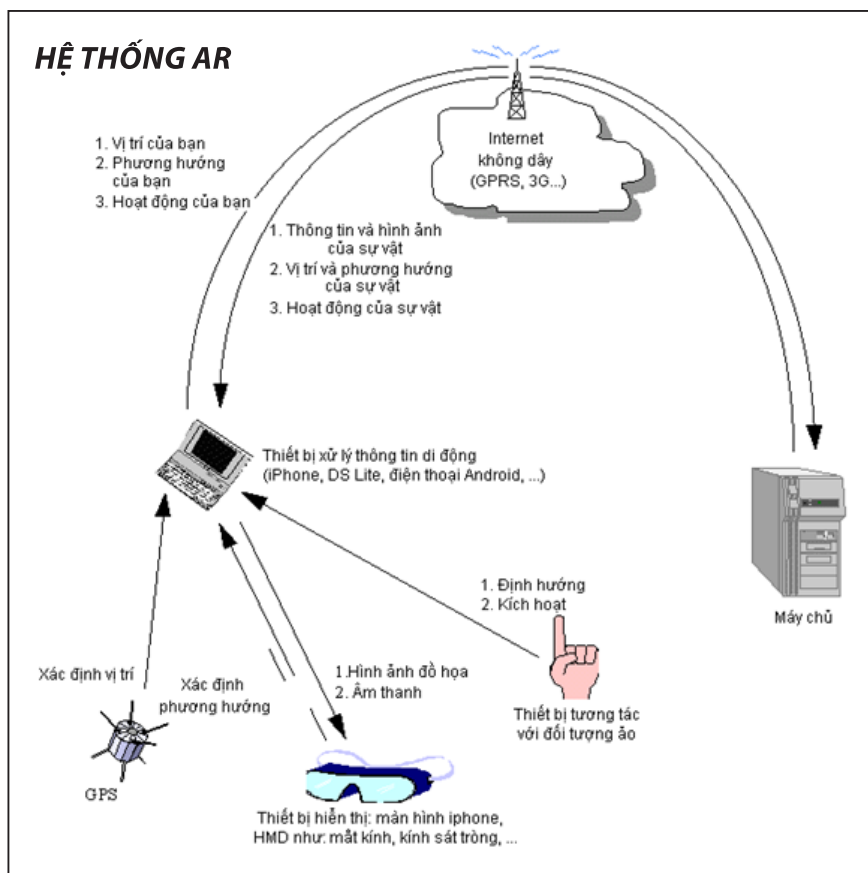 HỆ THỐNG AR
Internet
không dây
(GPRS, 3G...)
1. Vị trí của bạn
2. Phương hướng
của bạn
3. Hoạt động của bạn
1. Thông tin và hình ảnh
của sự vật
2. Vị trí và phương hướng
của sự vật
3. Hoạt động của sự vật
Thiết bị xử lý thông tin di động
(iPhone, DS Lite, điện thoại Android, ...)
Máy chủ
1. Định hướng
2. Kích hoạt
Thiết bị tương tác
với đối tượng ảo
Xác định vị trí
Xác định
phương hướng
1.Hình ảnh đồ họa
2. Âm thanh
GPS
Thiết bị hiển thị: màn hình iphone,
HMD như: mắt kính, kính sát tròng, ...